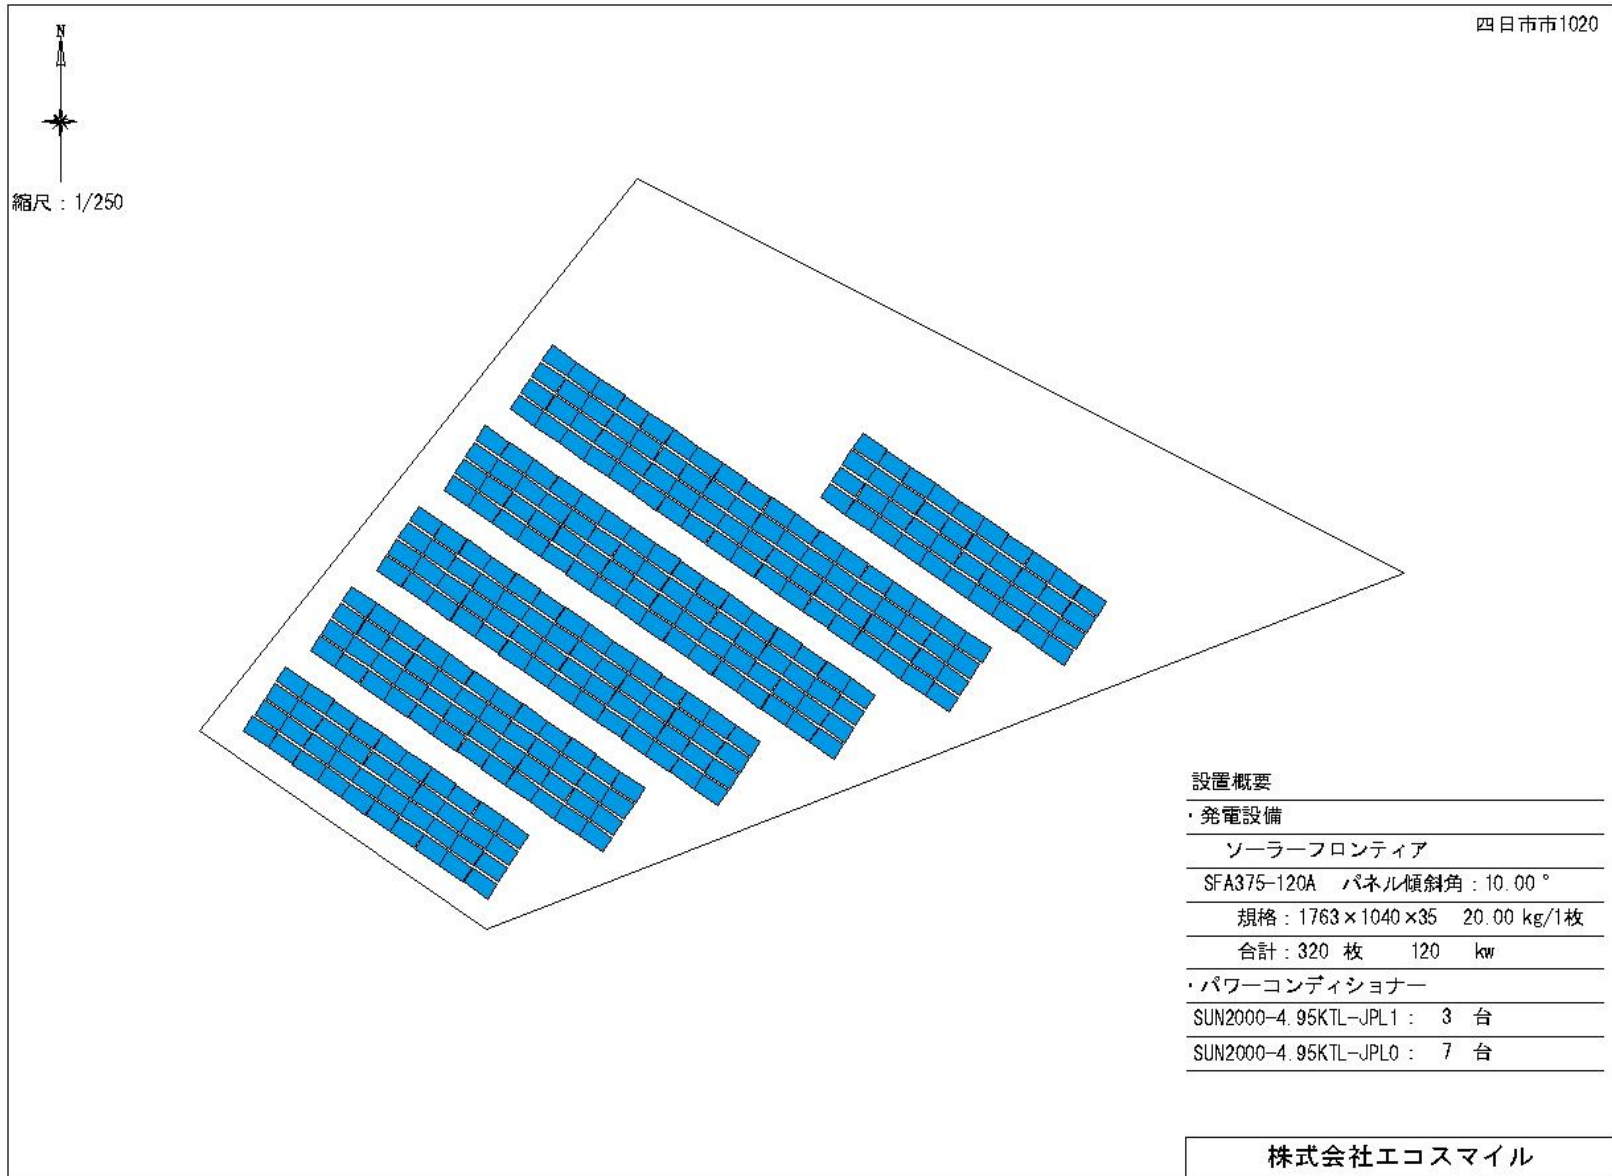 四日市市1020
N
縮尺：1/250
設置概要
・発電設備
ソーラーフロンティア
SFA375-120A パネル傾斜角：10.00°
規格：1763×1040×35 20.00 kg/1枚
合計：320 枚 120 kw
・パワーコンディショナー
SUN2000-4.95KTL-JPL1： 3 台
SUN2000-4.95KTL-JPL0： 7 台
株式会社エコスマイル